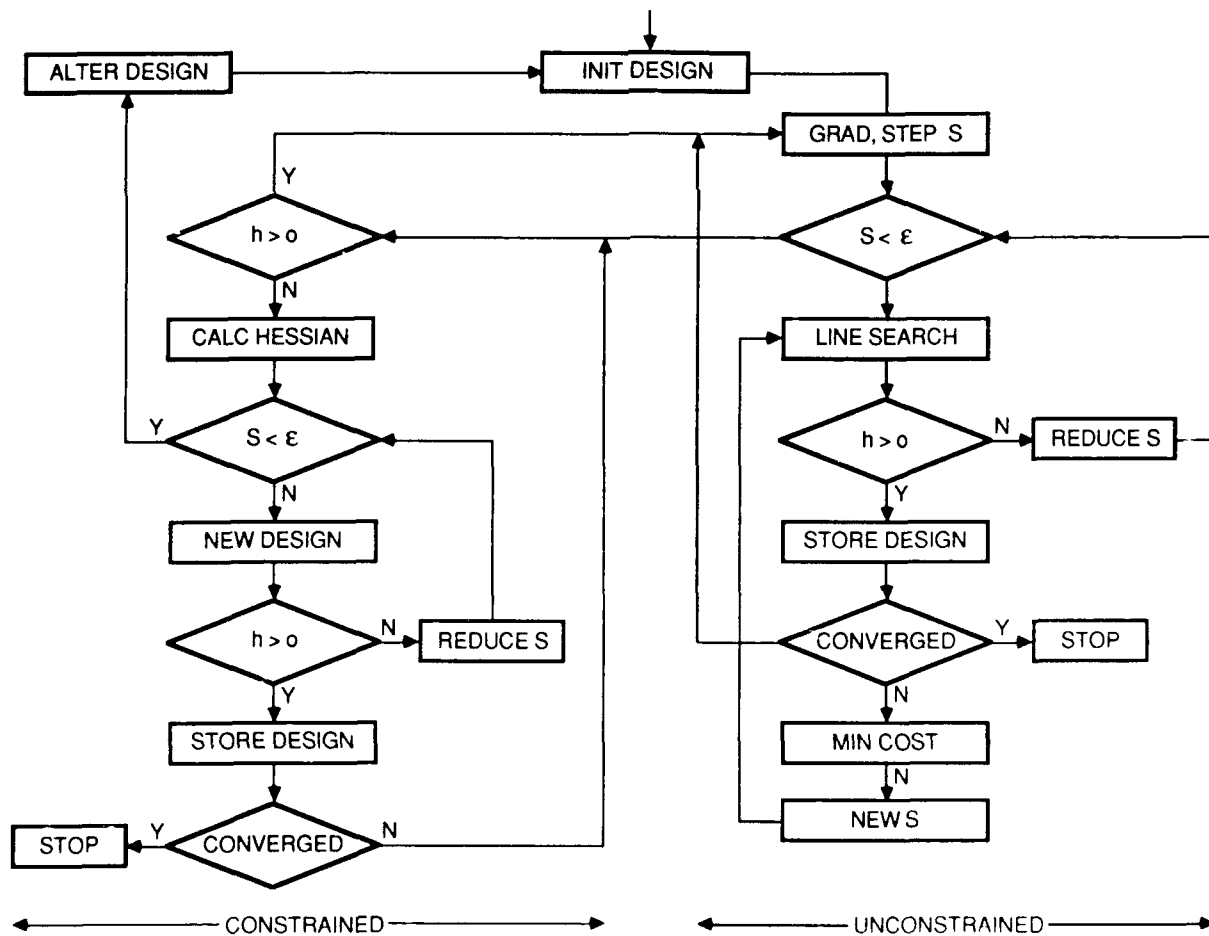 ALTER DESIGN
INIT DESIGN
GRAD, STEP S
Y
h > o
S < ε
N
CALC HESSIAN
LINE SEARCH
Y
S < ε
h > o
N
REDUCE S
N
Y
NEW DESIGN
STORE DESIGN
h > o
N
REDUCE S
CONVERGED
Y
STOP
Y
N
STORE DESIGN
MIN COST
N
STOP
Y
CONVERGED
N
NEW S
CONSTRAINED
UNCONSTRAINED